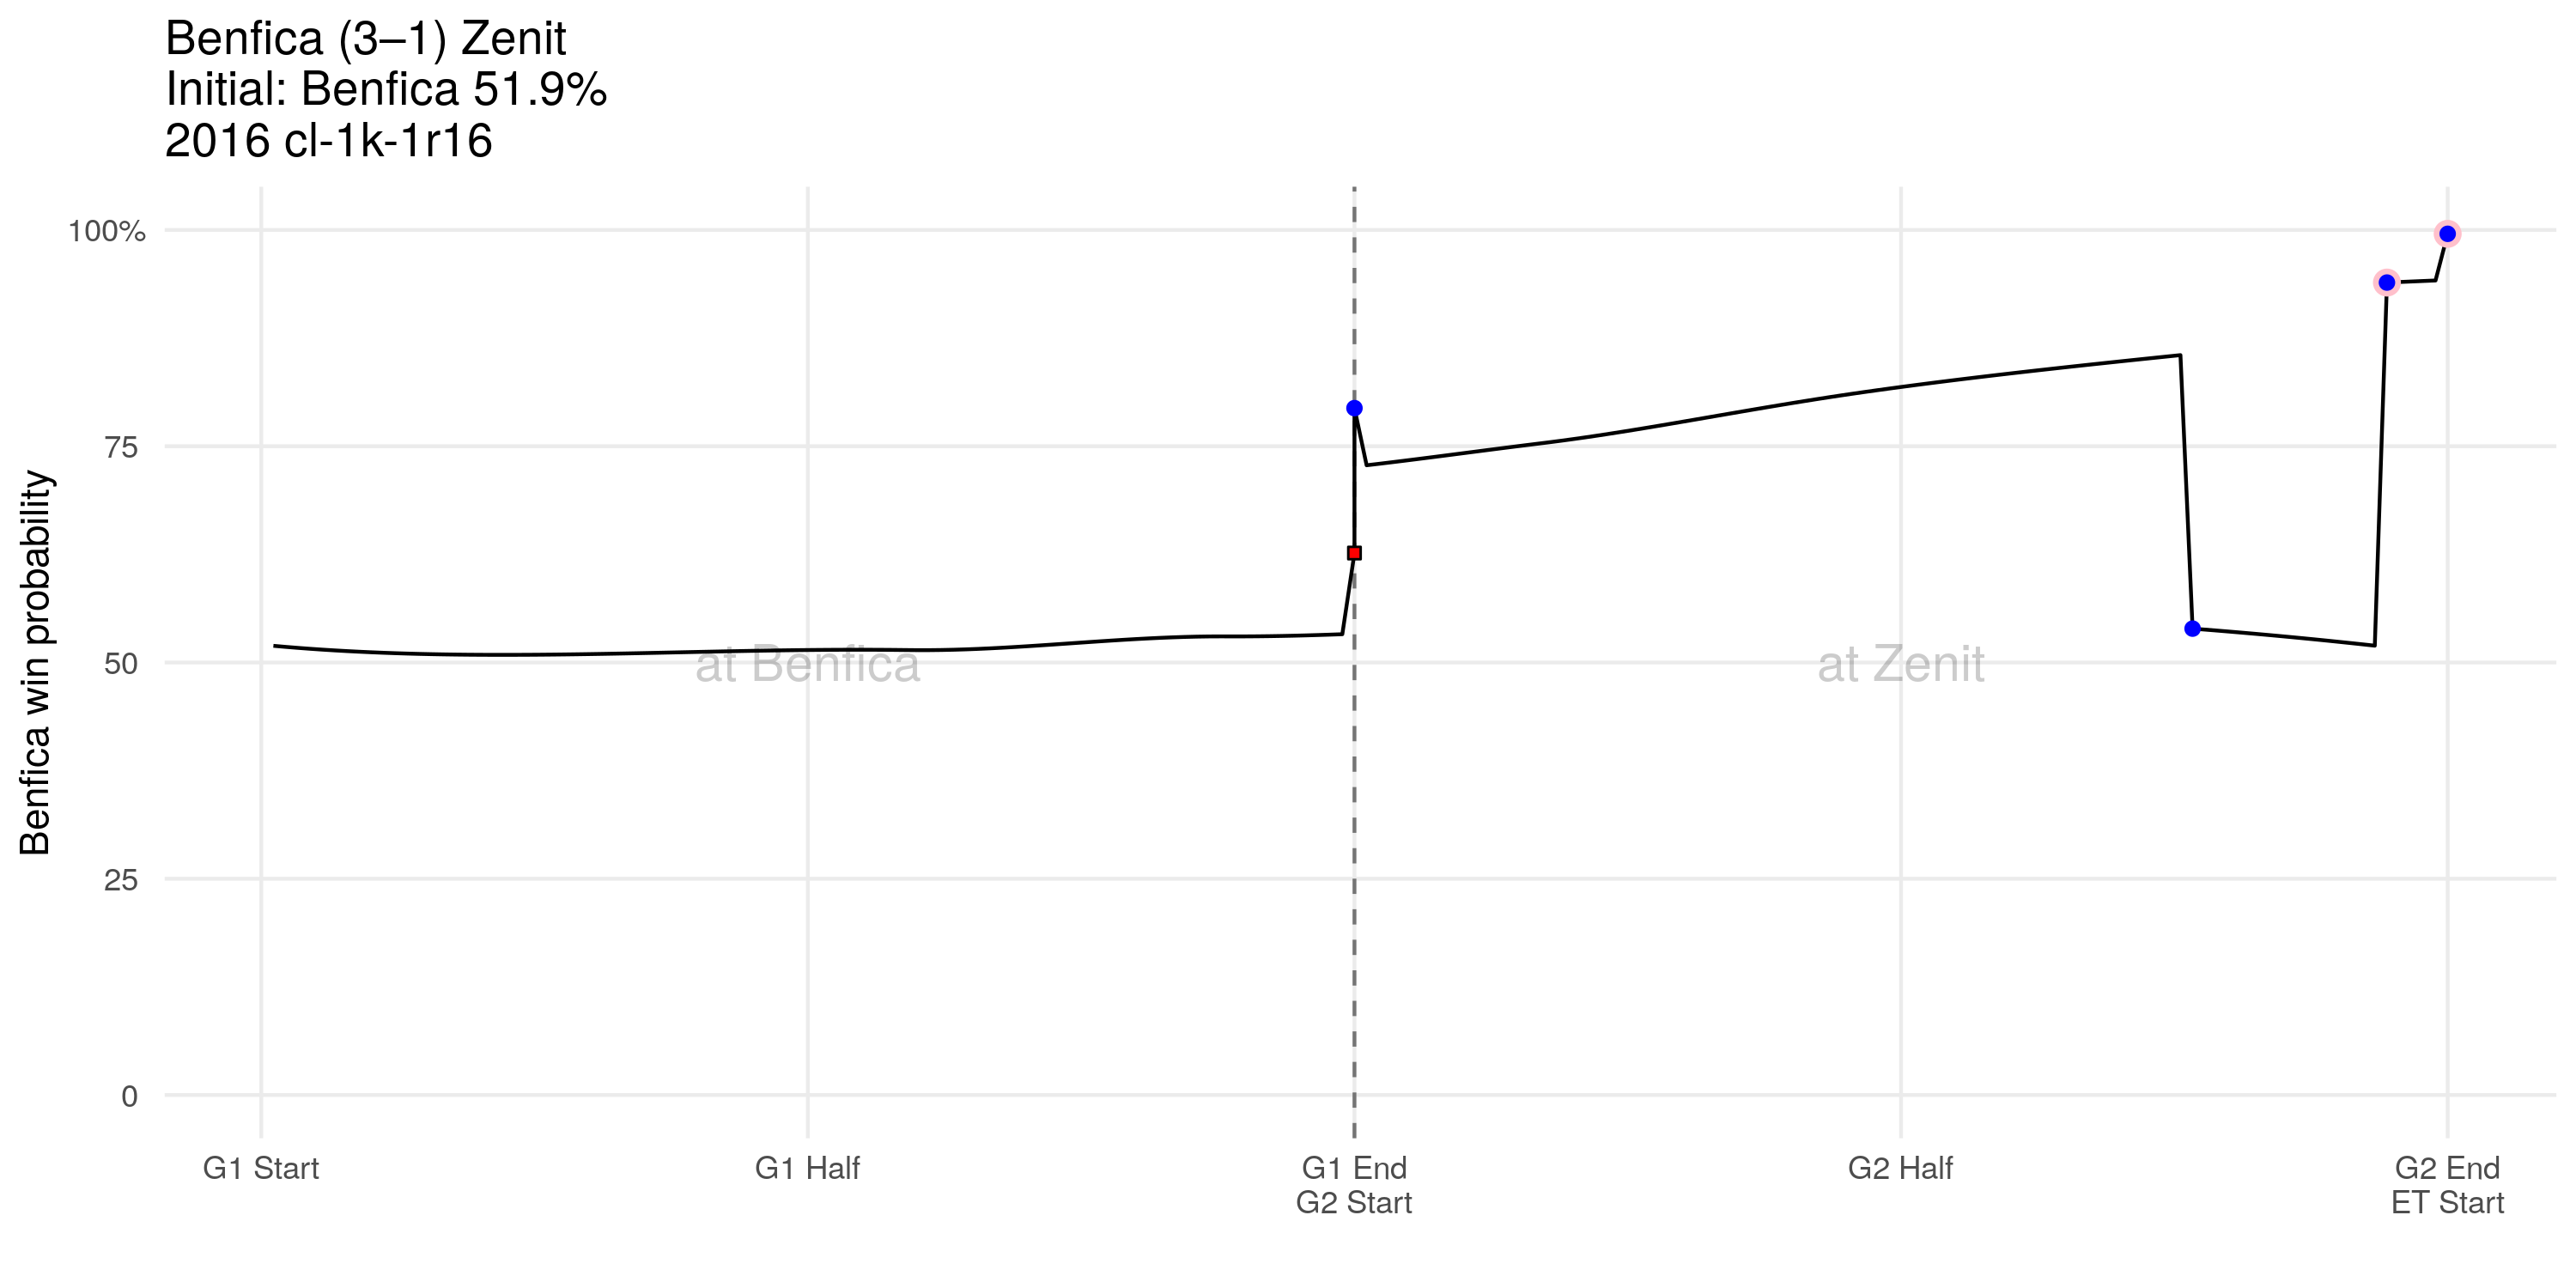 Benfica (3–1) Zenit
Initial: Benfica 51.9%
2016 cl-1k-1r16
Benfica win probability
100%
75
50
25
0
at Benfica
at Zenit
G1 Start
G1 Half
G1 End
G2 Start
G2 Half
G2 End
ET Start